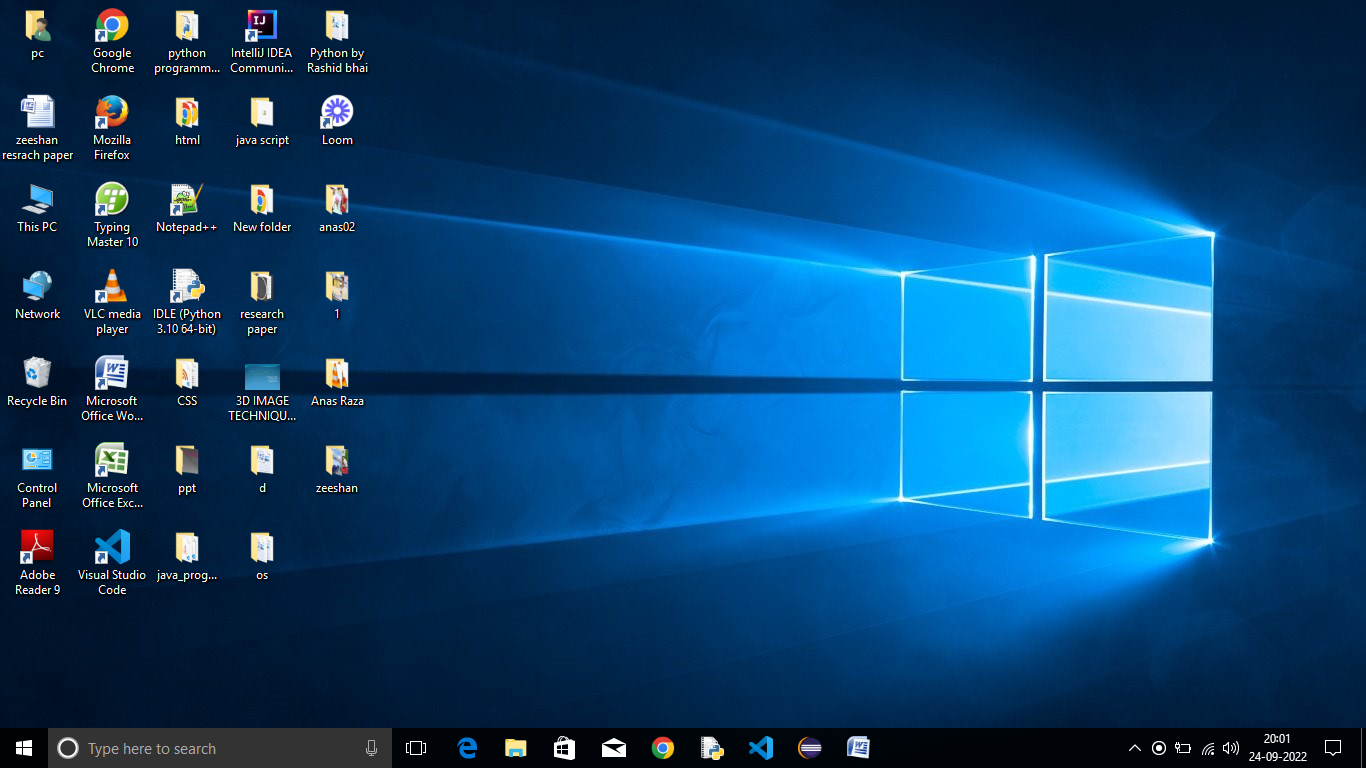 pc
Google
Chrome
python
programm...
IntelliJ IDEA
Communi...
Python by
Rashid bhai
zeeshan
resrach paper
Mozilla
Firefox
html
java script
Loom
This PC
Typing
Master 10
Notepad++
New folder
anas02
Network
VLC media
player
IDLE (Python
3.10 64-bit)
research
paper
1
Recycle Bin
Microsoft
Office Wo...
CSS
3D IMAGE
TECHNIQU...
Anas Raza
Control
Panel
Microsoft
Office Exc...
ppt
d
zeeshan
Adobe
Reader 9
Visual Studio
Code
java_prog...
os
Type here to search
20:01
24-09-2022